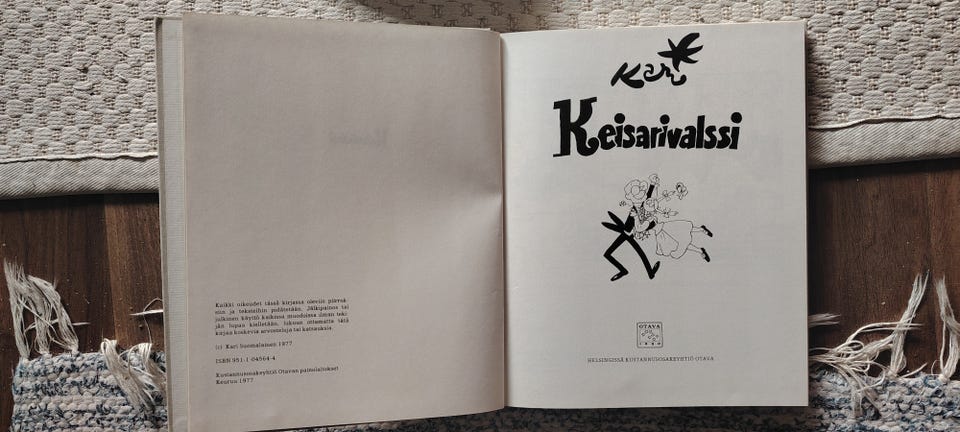 Kaikki oikeudet tässä kirjassa oleviin piirrok-
siin ja teksteihin pidätetään. Jälkipainos tai
julkinen käyttö kaikissa muodoissa ilman teki-
jän lupaa kielletään, lukuun ottamatta tätä
kirjaa koskevia arvosteluja tai katsauksia.
(c) Kari Suomalainen 1977
ISBN 951-1-04564-4
Kustannusosakeyhtiö Otavan painolaitokset
Keuruu 1977
Kari
Keisarivalssi
OTAVA
1890
HELSINGISSÄ KUSTANNUSOSAKEYHTIÖ OTAVA